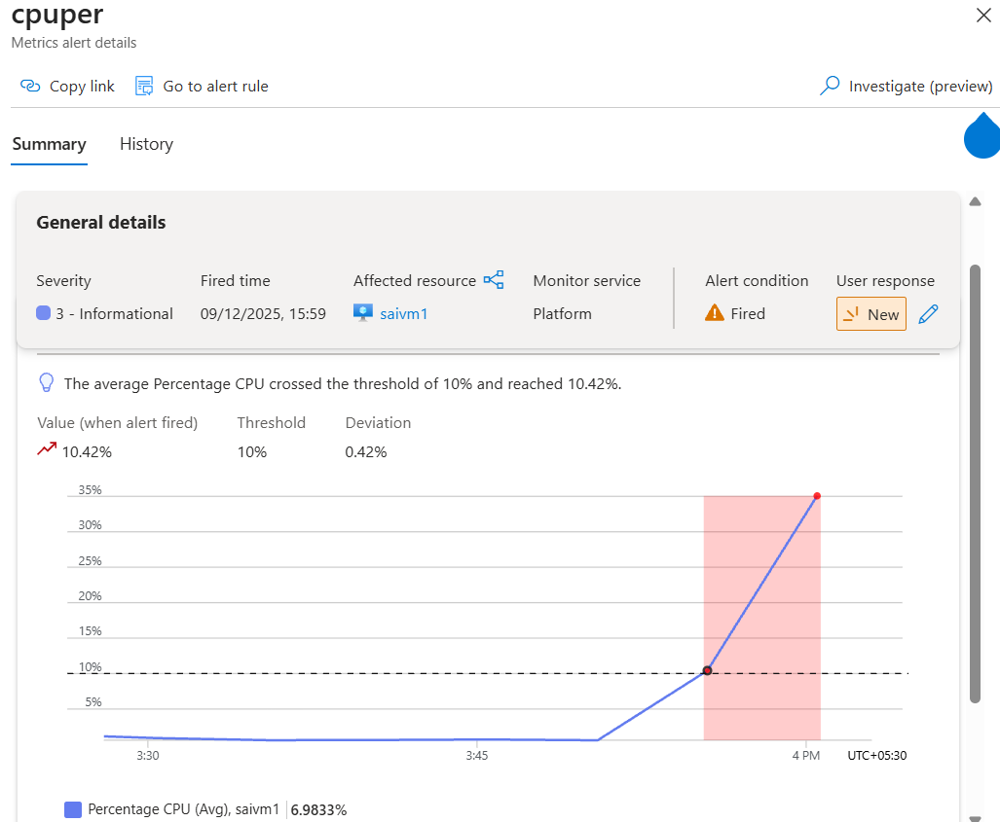 cpuper
Metrics alert details
Copy link Go to alert rule Investigate (preview)
Summary History
General details
Severity Fired time Affected resource Monitor service Alert condition User response
3 - Informational 09/12/2025, 15:59 saivm1 Platform Fired New
The average Percentage CPU crossed the threshold of 10% and reached 10.42%.
Value (when alert fired) Threshold Deviation
10.42% 10% 0.42%
35%
30%
25%
20%
15%
10%
5%
3:30 3:45 4 PM UTC+05:30
Percentage CPU (Avg), saivm1 6.9833%